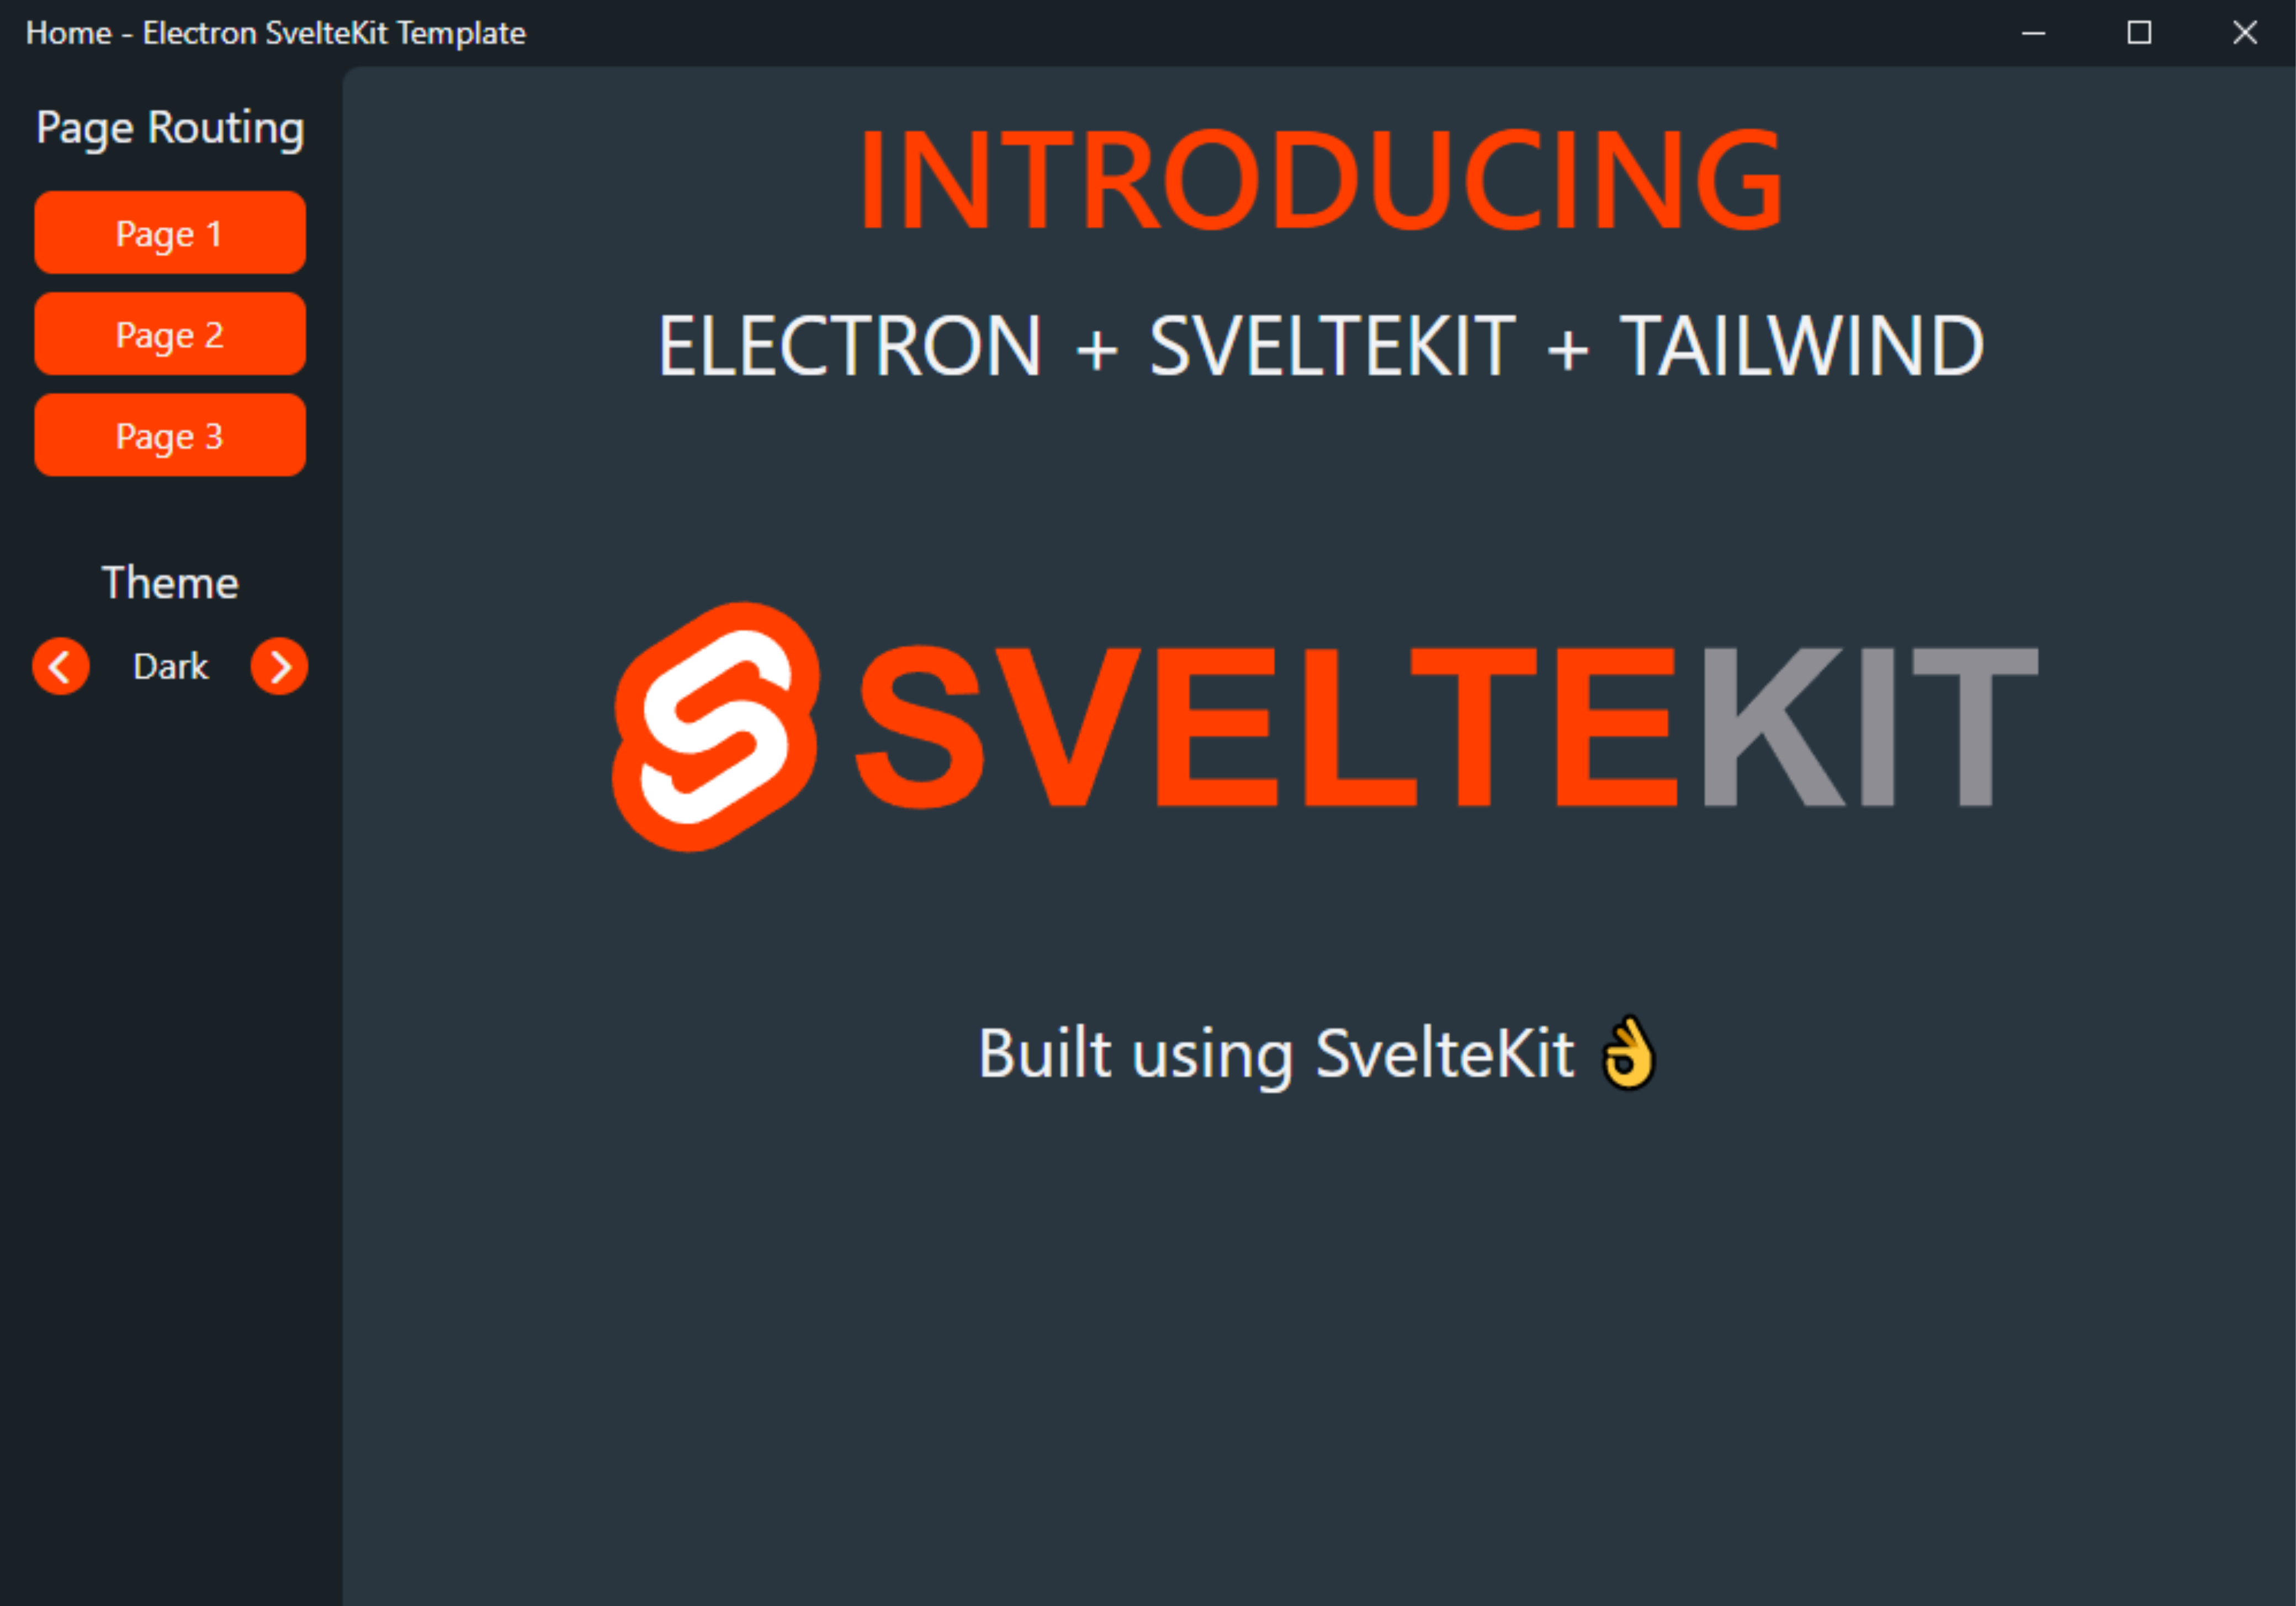 Home - Electron SvelteKit Template
Page Routing
Page 1
Page 2
Page 3
Theme
Dark
INTRODUCING
ELECTRON + SVELTEKIT + TAILWIND
SVELTEKIT
Built using SvelteKit 👌